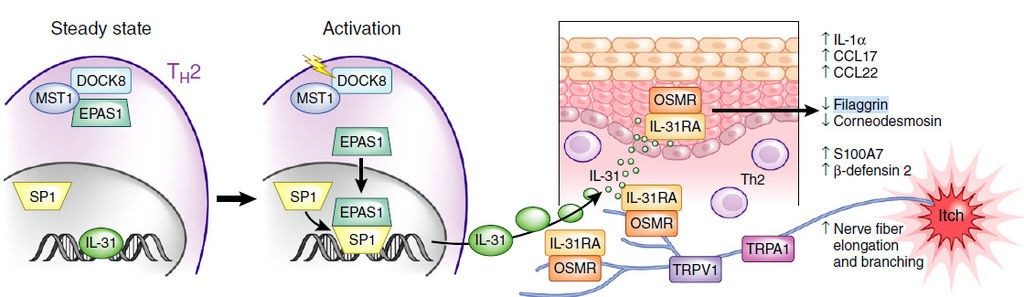 Steady state
Activation
TH2
DOCK8
MST1
EPAS1
SP1
IL-31
DOCK8
MST1
EPAS1
SP1
EPAS1
SP1
IL-31
OSMR
IL-31RA
IL-31
Th2
IL-31RA
OSMR
IL-31RA
OSMR
TRPV1
TRPA1
↑ IL-1α
↑ CCL17
↑ CCL22
↓ Filaggrin
↓ Corneodesmosin
↑ S100A7
↑ β-defensin 2
↑ Nerve fiber
elongation
and branching
Itch